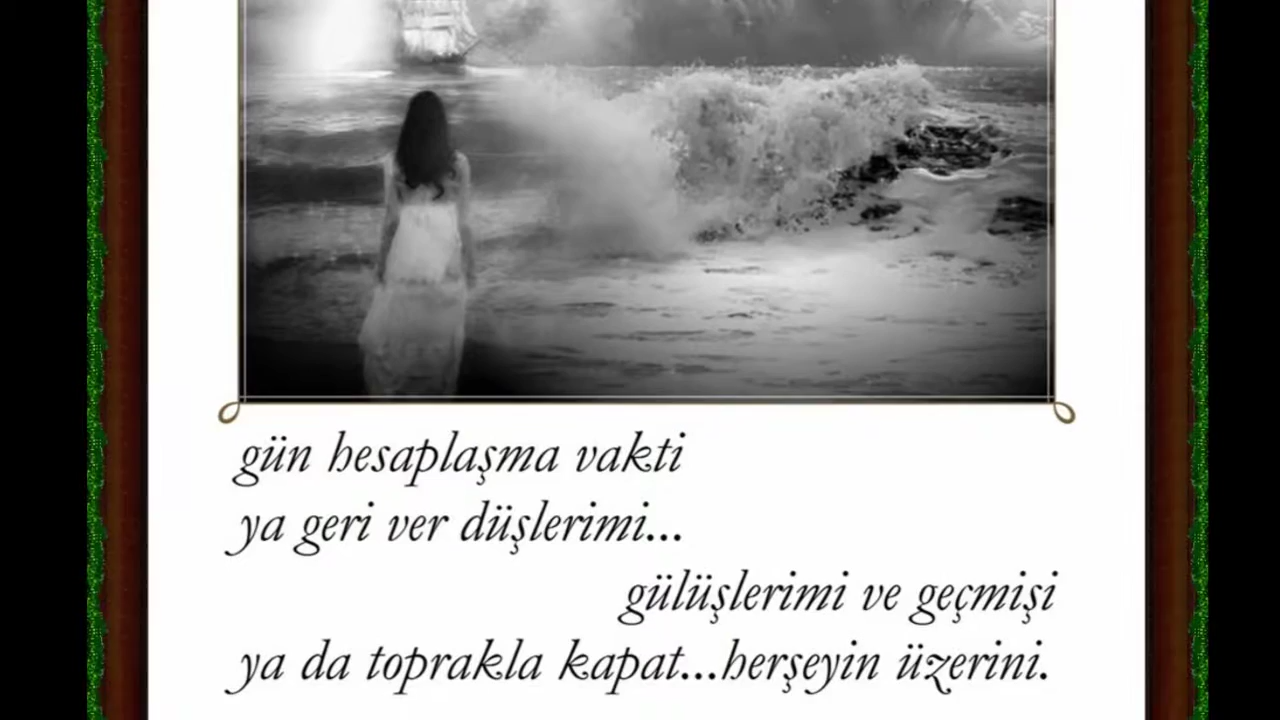 gün hesaplaşma vakti
ya geri ver düşlerimi...
gülüşlerimi ve geçmişi
ya da toprakla kapat...herşeyin üzerini.